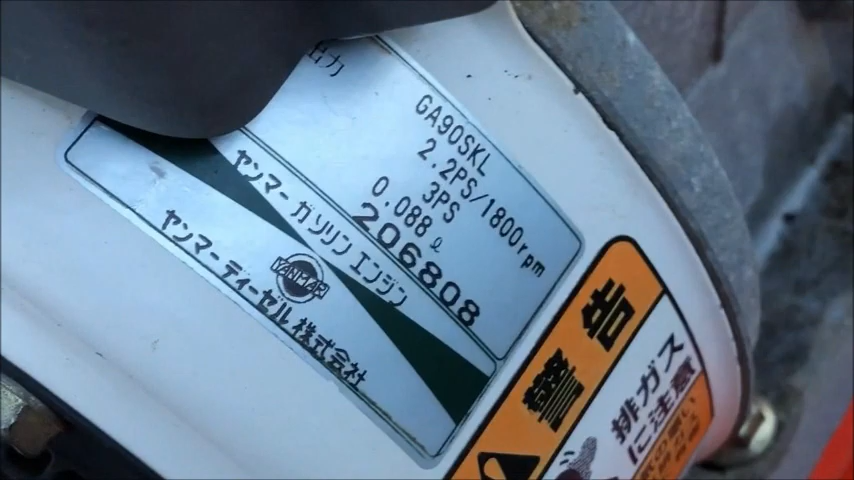 出力
GA90SKL
2.2PS/1800rpm
3PS
0.088ℓ
206808
ヤンマーガソリンエンジン
YANMAR
ヤンマーディーゼル株式会社
警告
排ガス
に注意